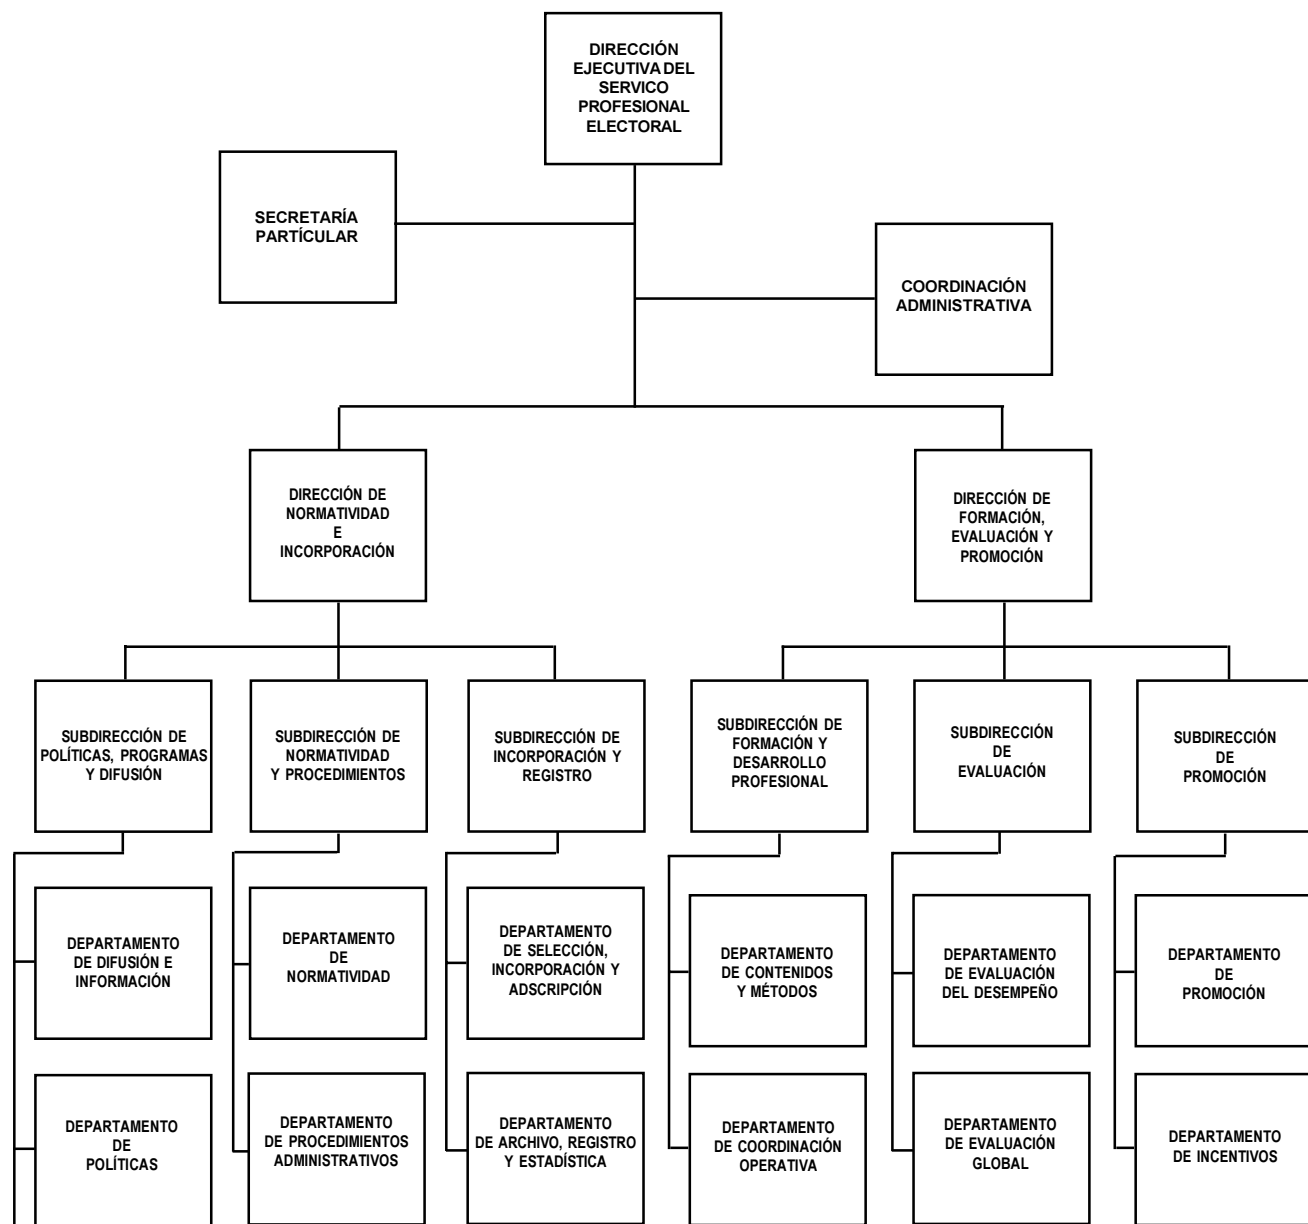 DIRECCIÓN
EJECUTIVA DEL
SERVICO
PROFESIONAL
ELECTORAL
SECRETARÍA
PARTÍCULAR
COORDINACIÓN
ADMINISTRATIVA
DIRECCIÓN DE
NORMATIVIDAD
E
INCORPORACIÓN
DIRECCIÓN DE
FORMACIÓN,
EVALUACIÓN Y
PROMOCIÓN
SUBDIRECCIÓN DE
POLÍTICAS, PROGRAMAS
Y DIFUSIÓN
SUBDIRECCIÓN DE
NORMATIVIDAD
Y PROCEDIMIENTOS
SUBDIRECCIÓN DE
INCORPORACIÓN Y
REGISTRO
SUBDIRECCIÓN DE
FORMACIÓN Y
DESARROLLO
PROFESIONAL
SUBDIRECCIÓN
DE
EVALUACIÓN
SUBDIRECCIÓN
DE
PROMOCIÓN
DEPARTAMENTO
DE DIFUSIÓN E
INFORMACIÓN
DEPARTAMENTO
DE
NORMATIVIDAD
DEPARTAMENTO
DE SELECCIÓN,
INCORPORACIÓN Y
ADSCRIPCIÓN
DEPARTAMENTO
DE CONTENIDOS
Y MÉTODOS
DEPARTAMENTO
DE EVALUACIÓN
DEL DESEMPEÑO
DEPARTAMENTO
DE
PROMOCIÓN
DEPARTAMENTO
DE
POLÍTICAS
DEPARTAMENTO
DE PROCEDIMIENTOS
ADMINISTRATIVOS
DEPARTAMENTO
DE ARCHIVO, REGISTRO
Y ESTADÍSTICA
DEPARTAMENTO
DE COORDINACIÓN
OPERATIVA
DEPARTAMENTO
DE EVALUACIÓN
GLOBAL
DEPARTAMENTO
DE INCENTIVOS